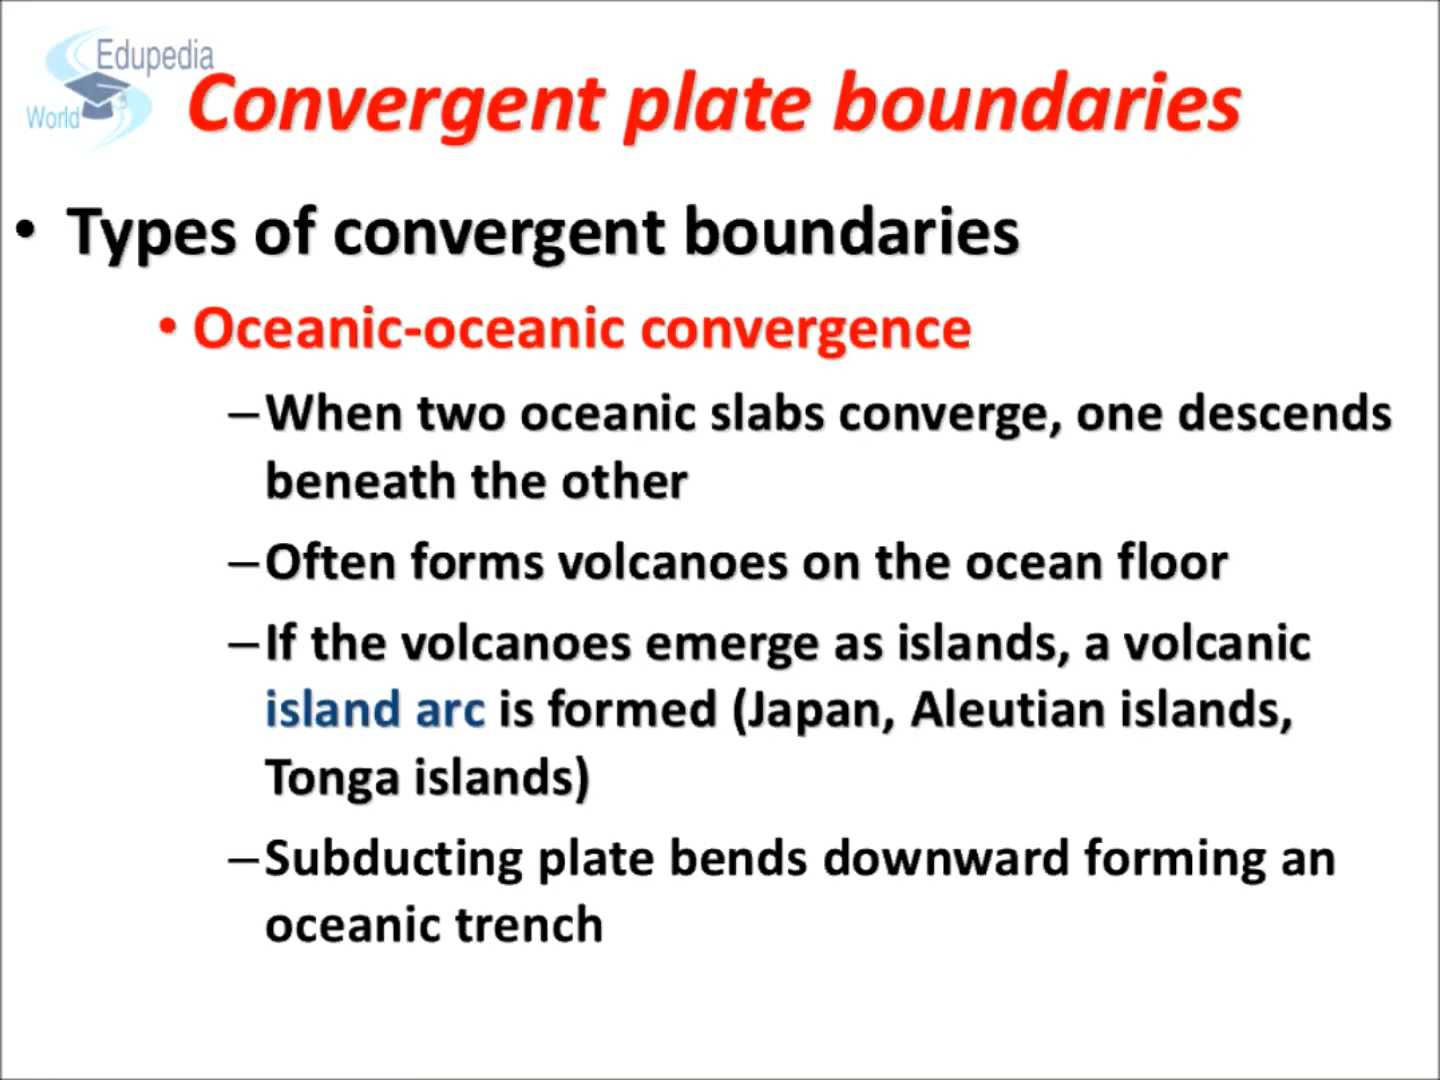 Edupedia
World
Convergent plate boundaries
• Types of convergent boundaries
• Oceanic-oceanic convergence
–When two oceanic slabs converge, one descends
beneath the other
–Often forms volcanoes on the ocean floor
–If the volcanoes emerge as islands, a volcanic
island arc is formed (Japan, Aleutian islands,
Tonga islands)
–Subducting plate bends downward forming an
oceanic trench